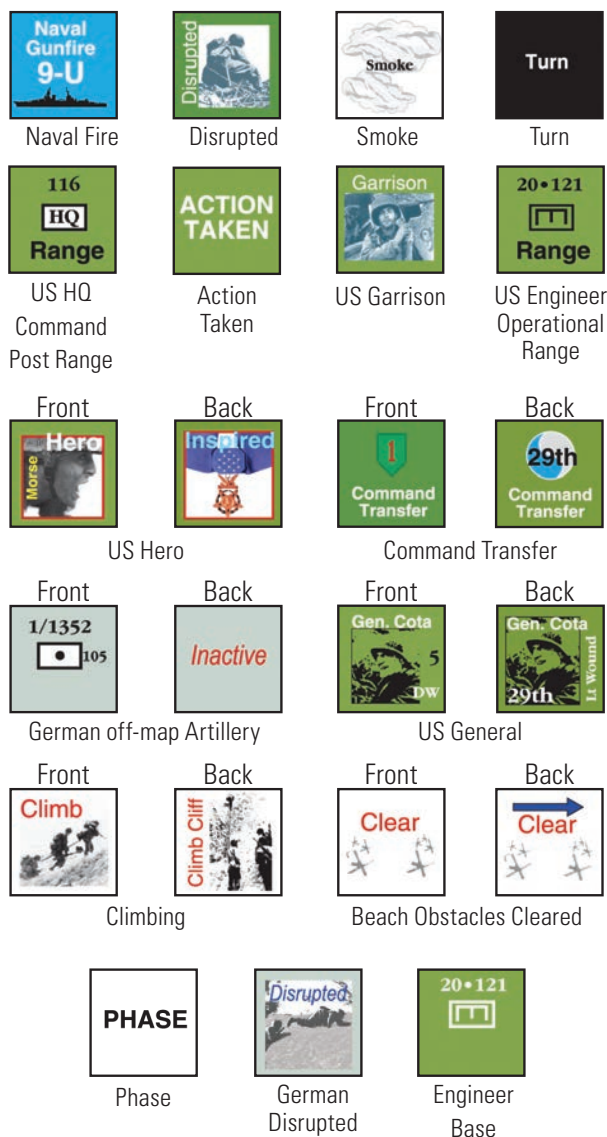 Naval
Gunfire
9-U
Disrupted
Smoke
Turn
Naval Fire
Disrupted
Smoke
Turn
116
HQ
Range
ACTION
TAKEN
Garrison
20•121
Range
US HQ
Command
Post Range
Action
Taken
US Garrison
US Engineer
Operational
Range
Front
Back
Front
Back
Hero
Morse
Inspired
1
Command
Transfer
29th
Command
Transfer
US Hero
Command Transfer
Front
Back
Front
Back
1/1352
105
Inactive
Gen. Cota
5
DW
Gen. Cota
29th
Lt Wound
German off-map Artillery
US General
Front
Back
Front
Back
Climb
Climb Cliff
Clear
Clear
Climbing
Beach Obstacles Cleared
PHASE
Disrupted
20•121
Phase
German
Disrupted
Engineer
Base